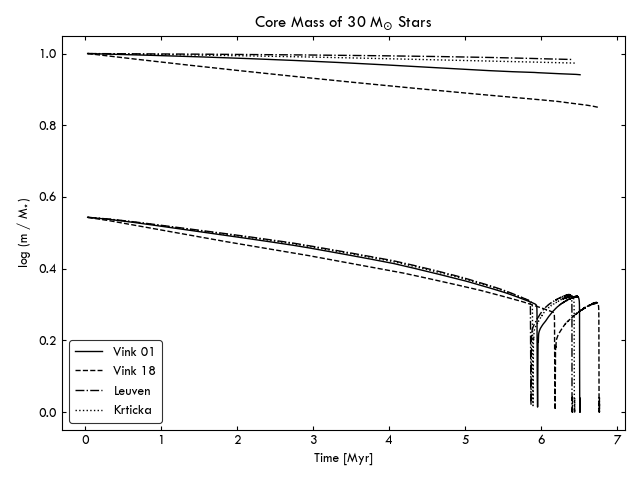 Core Mass of 30 M☉ Stars
1.0
0.8
0.6
0.4
0.2
0.0
log (m / M⋆)
Vink 01
Vink 18
Leuven
Krticka
0 1 2 3 4 5 6 7
Time [Myr]